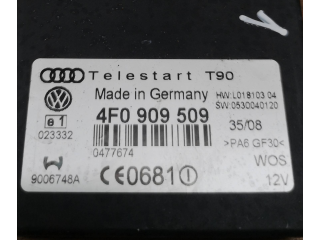 Telestart T90
Made in Germany
HW:L018103 04
SW:0530040120
e1
4F0 909 509
023332
35/08
>PA6 GF30<
0477674
WOS
9006748A
CE0681
12V